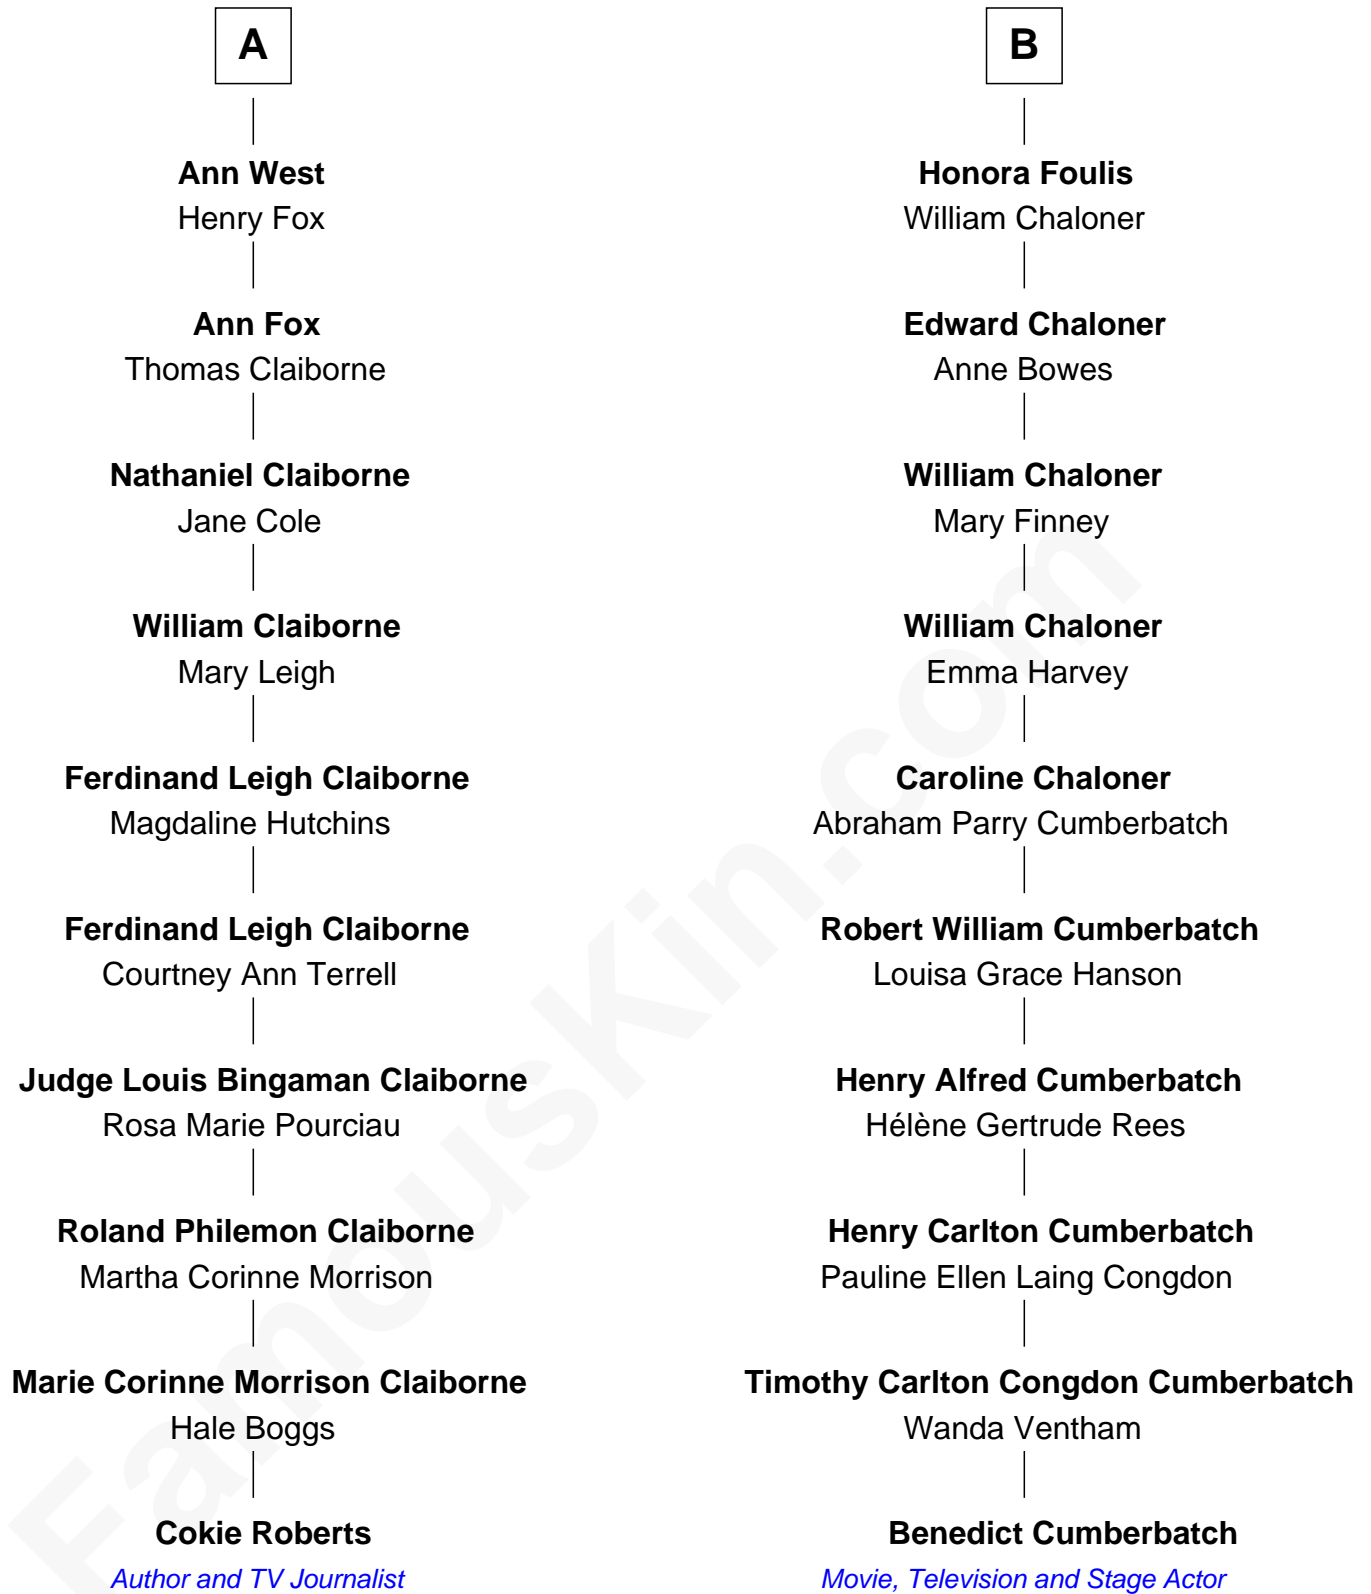 A
Ann West
Henry Fox
Ann Fox
Thomas Claiborne
Nathaniel Claiborne
Jane Cole
William Claiborne
Mary Leigh
Ferdinand Leigh Claiborne
Magdaline Hutchins
Ferdinand Leigh Claiborne
Courtney Ann Terrell
Judge Louis Bingaman Claiborne
Rosa Marie Pourciau
Roland Philemon Claiborne
Martha Corinne Morrison
Marie Corinne Morrison Claiborne
Hale Boggs
Cokie Roberts
Author and TV Journalist
B
Honora Foulis
William Chaloner
Edward Chaloner
Anne Bowes
William Chaloner
Mary Finney
William Chaloner
Emma Harvey
Caroline Chaloner
Abraham Parry Cumberbatch
Robert William Cumberbatch
Louisa Grace Hanson
Henry Alfred Cumberbatch
Hélène Gertrude Rees
Henry Carlton Cumberbatch
Pauline Ellen Laing Congdon
Timothy Carlton Congdon Cumberbatch
Wanda Ventham
Benedict Cumberbatch
Movie, Television and Stage Actor
FamousKin.com